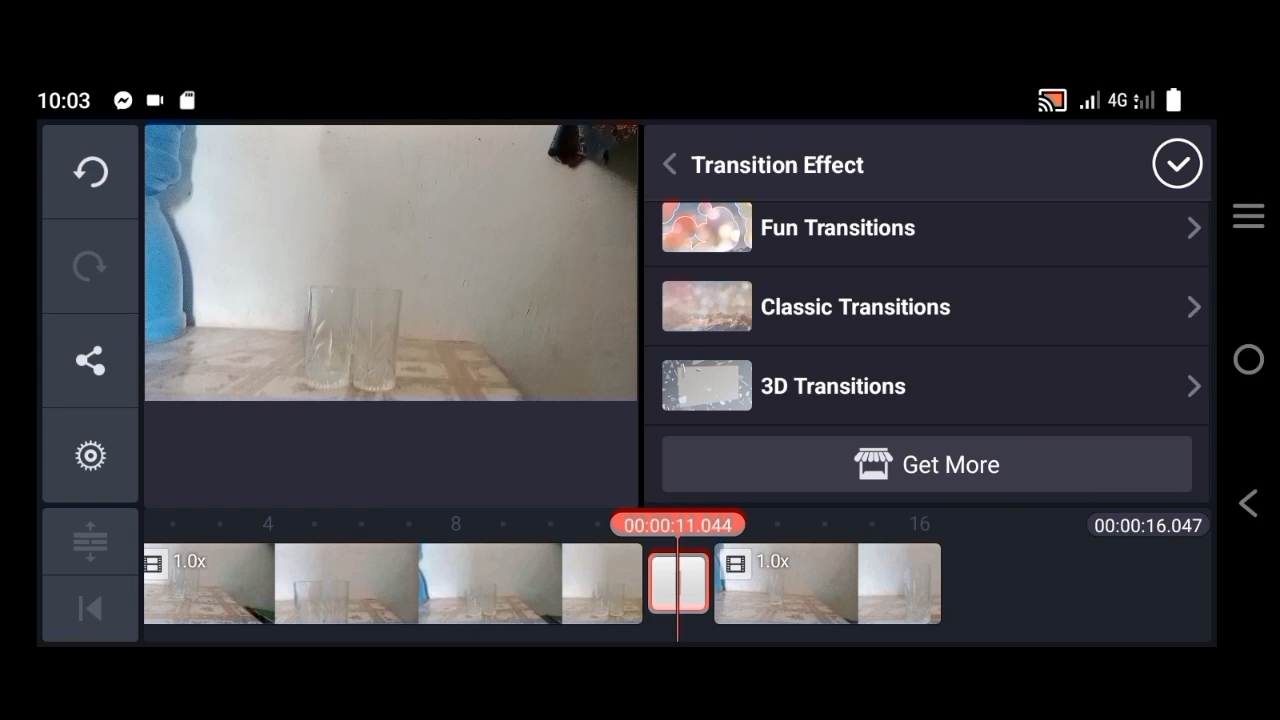 10:03
4G
Transition Effect
Fun Transitions
Classic Transitions
3D Transitions
Get More
4
8
00:00:11.044
16
00:00:16.047
1.0x
1.0x